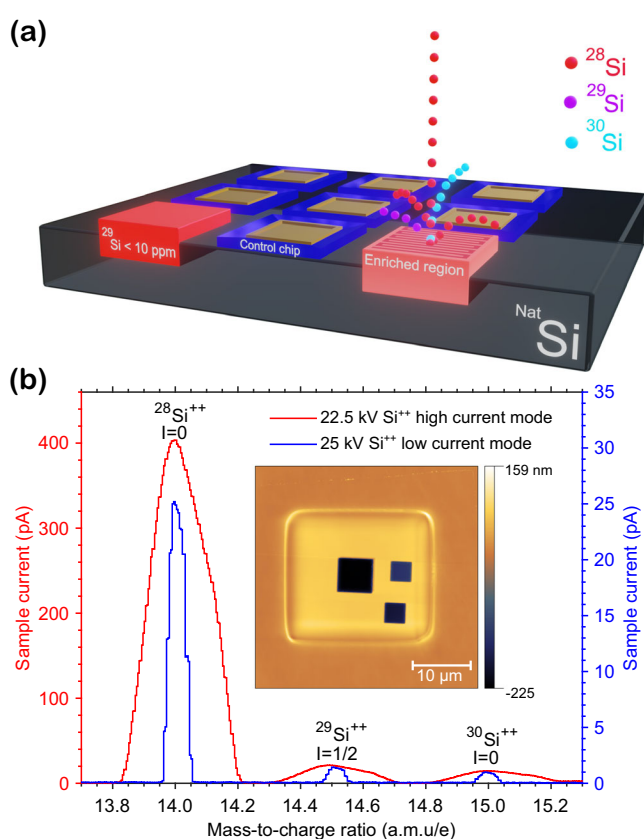 (a)
28Si
29Si
30Si
29Si < 10 ppm
Control chip
Enriched region
NatSi
(b)
28Si++
I=0
22.5 kV Si++ high current mode
25 kV Si++ low current mode
159 nm
-225
10 µm
29Si++
I=1/2
30Si++
I=0
400
300
200
100
0
Sample current (pA)
35
30
25
20
15
10
5
0
Sample current (pA)
13.8 14.0 14.2 14.4 14.6 14.8 15.0 15.2
Mass-to-charge ratio (a.m.u/e)